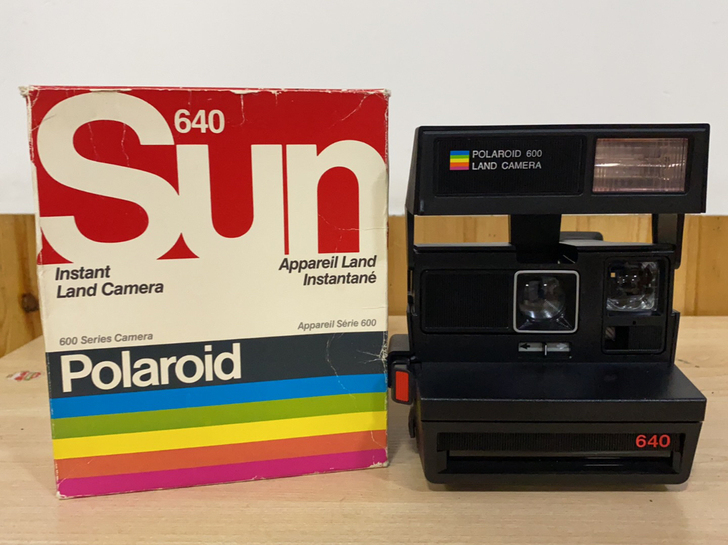 640
Sun
Instant
Land Camera
Appareil Land
Instantané
600 Series Camera
Appareil Série 600
Polaroid
POLAROID 600
LAND CAMERA
640